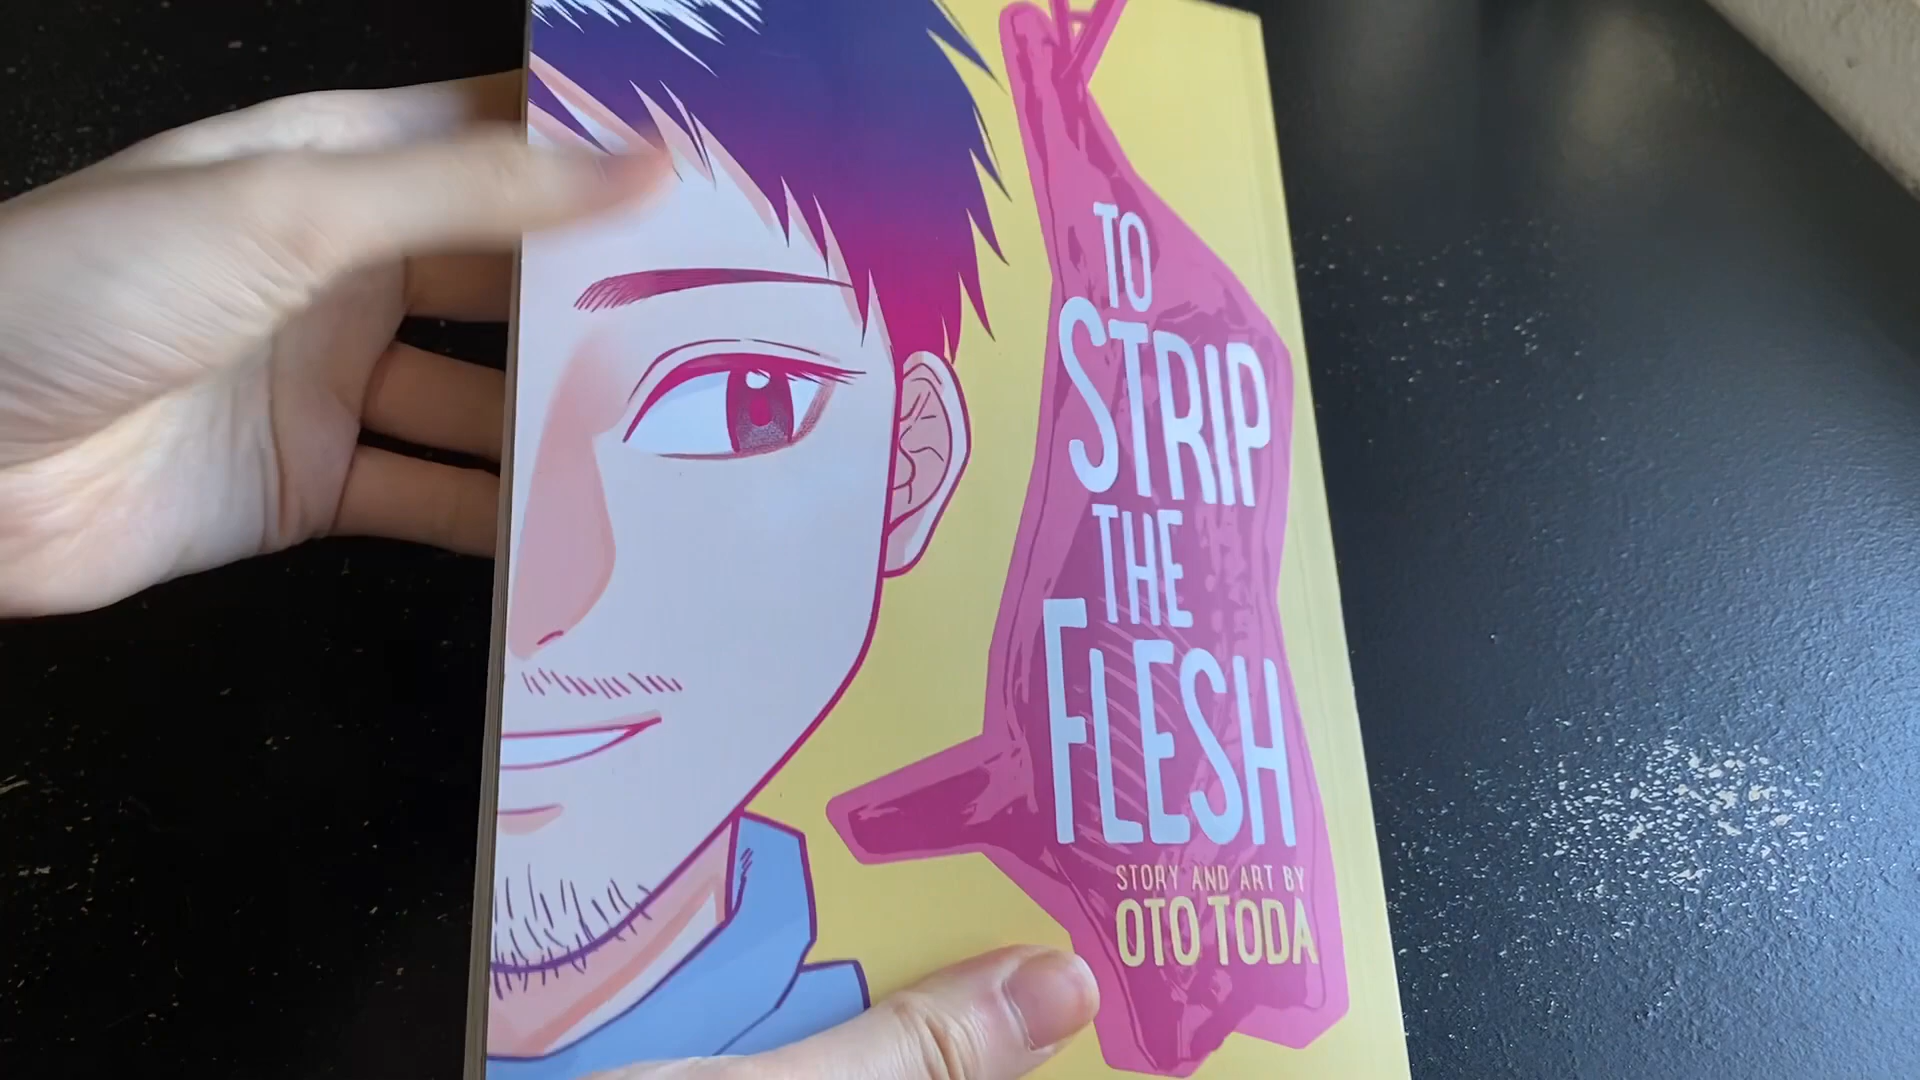 TO
STRIP
THE
FLESH
STORY AND ART BY
OTO TODA